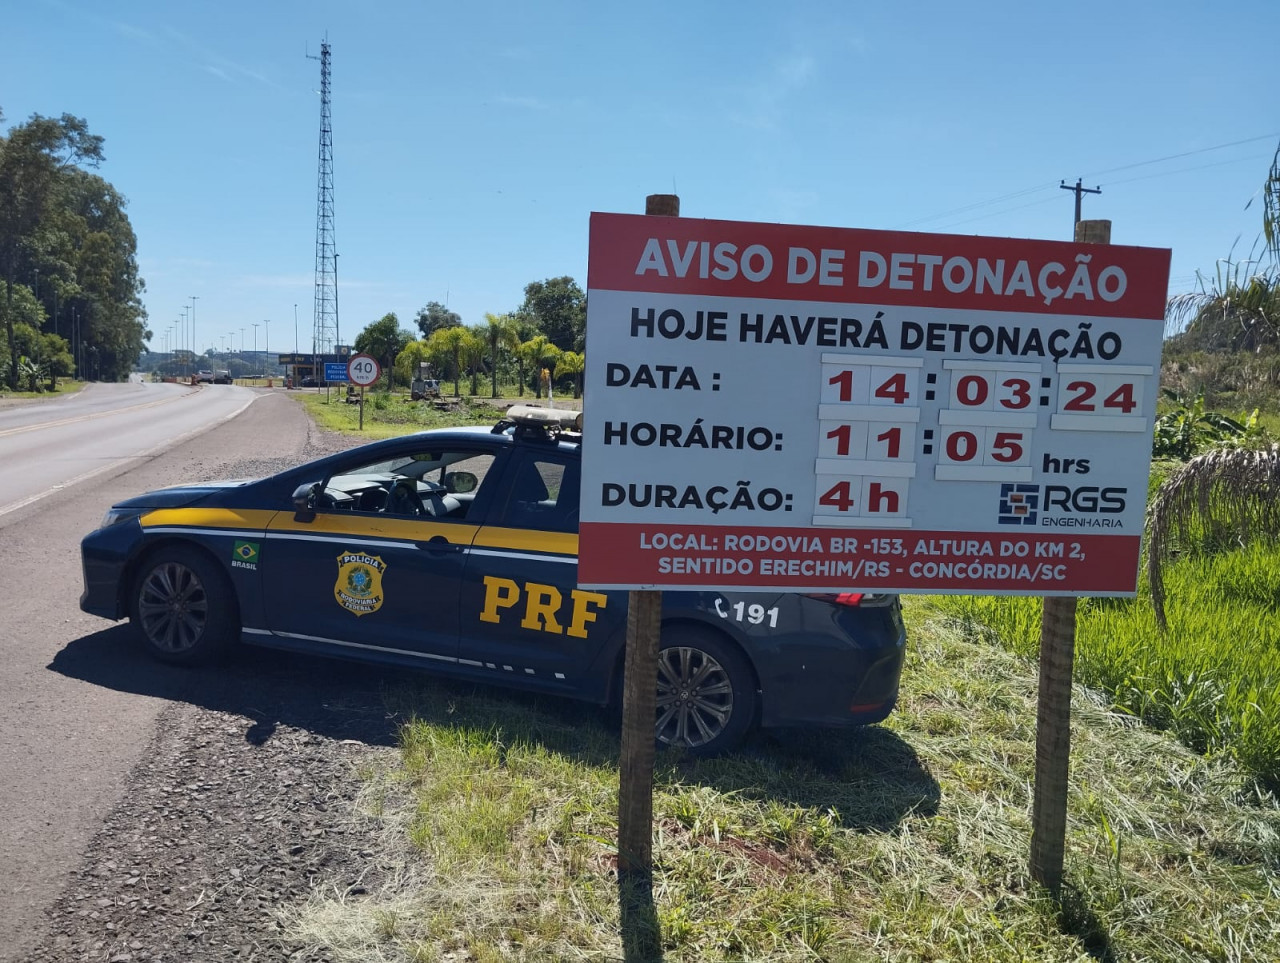 AVISO DE DETONAÇÃO
HOJE HAVERÁ DETONAÇÃO
DATA : 14:03:24
HORÁRIO: 11:05 hrs
DURAÇÃO: 4h
RGS
ENGENHARIA
LOCAL: RODOVIA BR -153, ALTURA DO KM 2,
SENTIDO ERECHIM/RS - CONCÓRDIA/SC
40
BRASIL
POLÍCIA
RODOVIÁRIA
FEDERAL
PRF
191